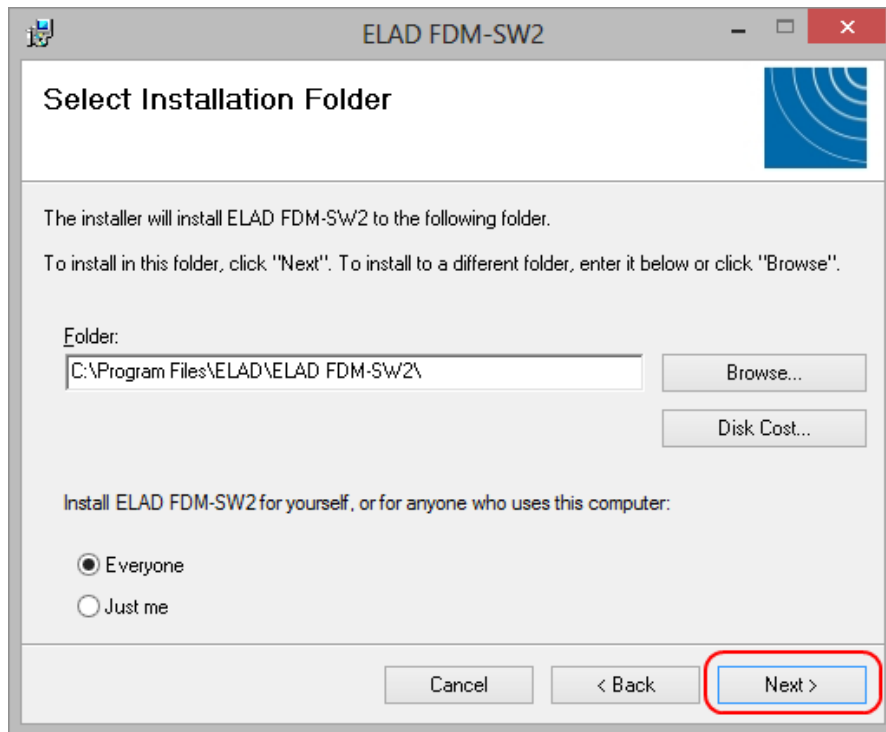 ELAD FDM-SW2
Select Installation Folder
The installer will install ELAD FDM-SW2 to the following folder.
To install in this folder, click "Next". To install to a different folder, enter it below or click "Browse".
Folder:
C:\Program Files\ELAD\ELAD FDM-SW2\
Browse...
Disk Cost...
Install ELAD FDM-SW2 for yourself, or for anyone who uses this computer:
Everyone
Just me
Cancel
< Back
Next >